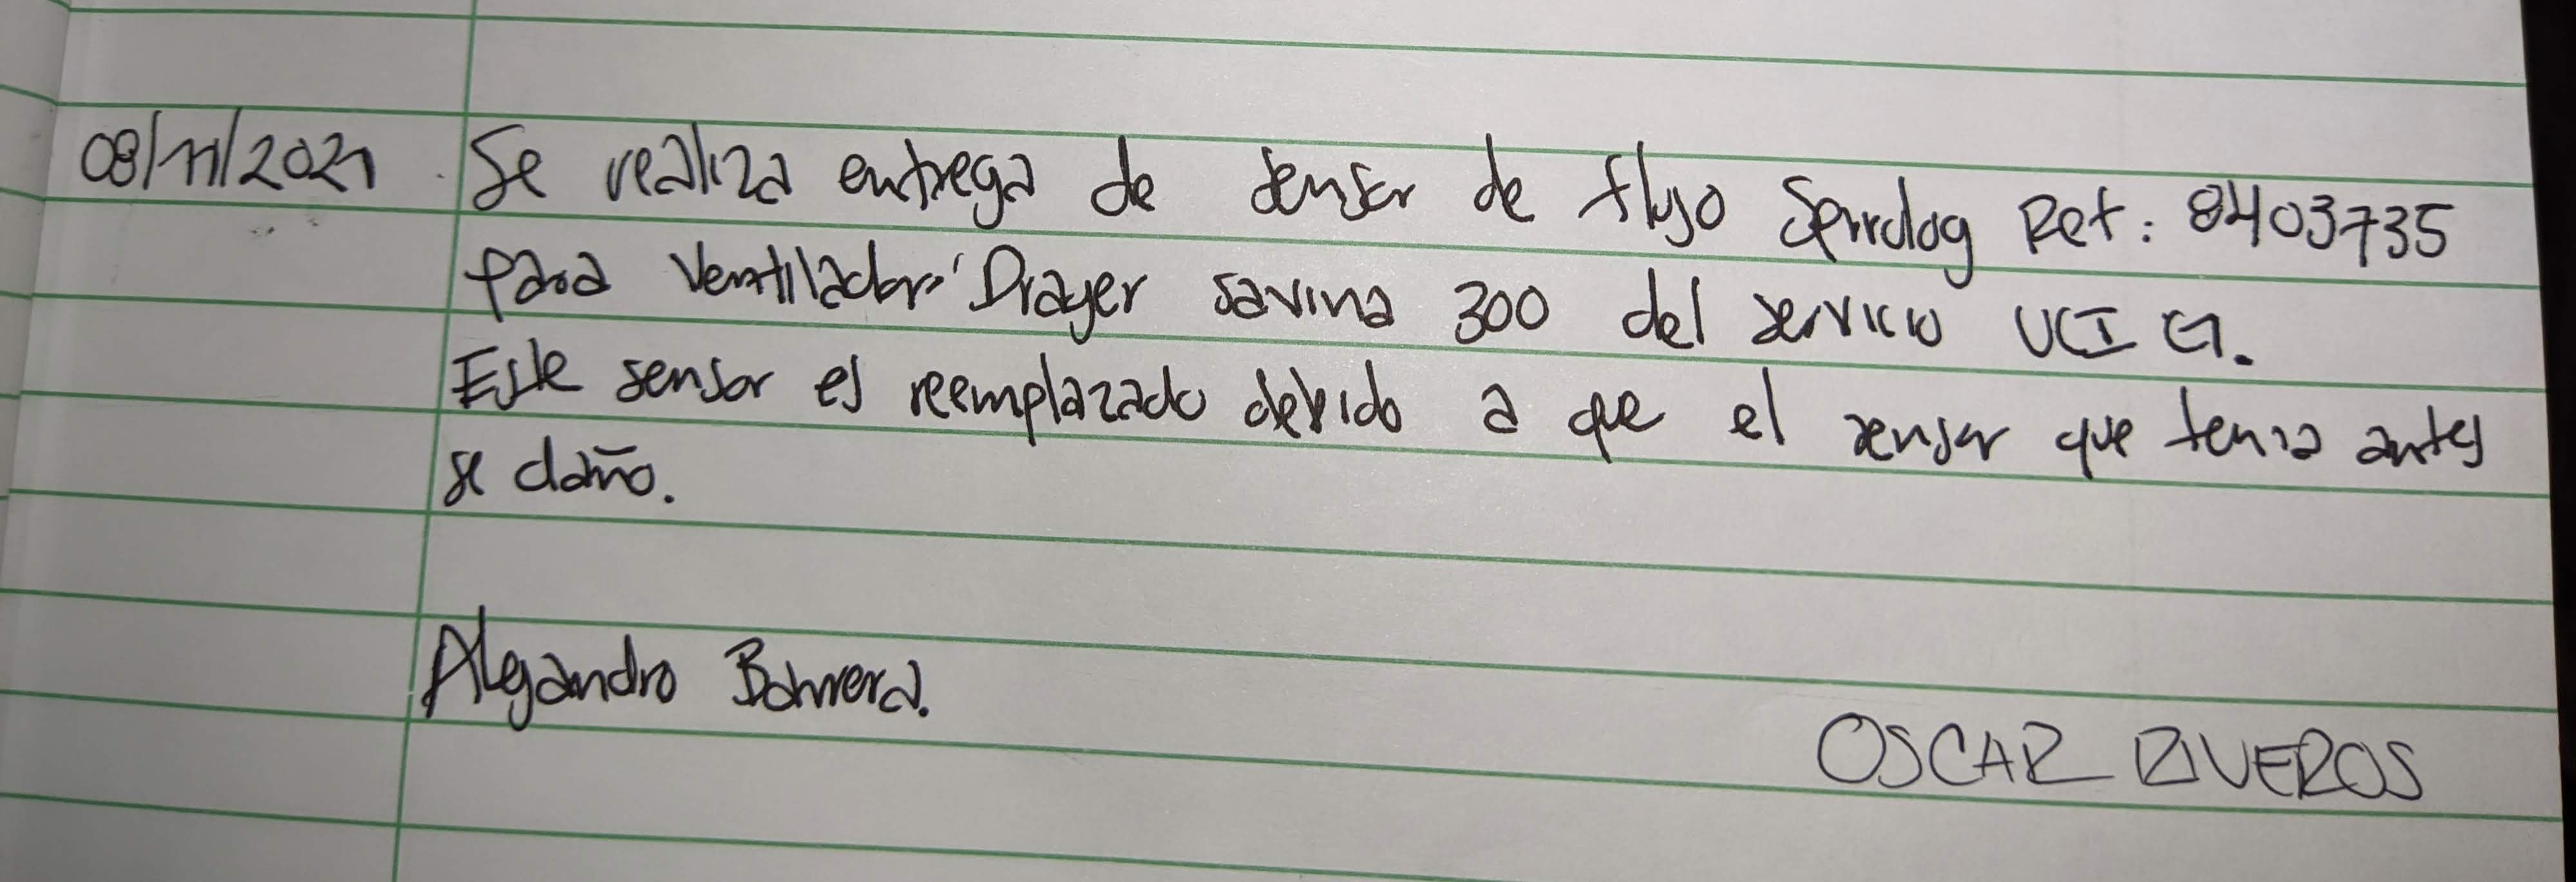 08/11/2021 Se realiza entrega de sensor de flujo Spirolog Ref: 8403735
para Ventilador Drager savina 300 del servicio UCI G.
Este sensor es reemplazado debido a que el sensor que tenia antes
se daño.
Alejandro Barrera.
OSCAR RIVEROS